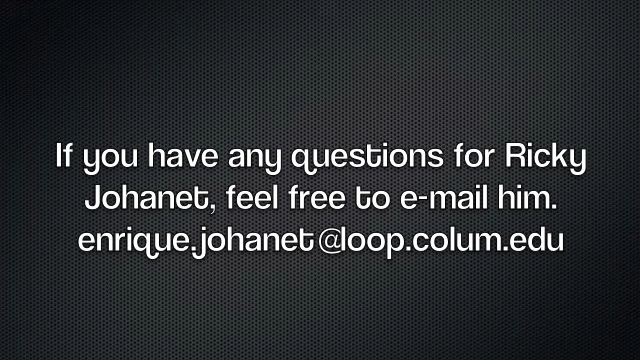 If you have any questions for Ricky
Johanet, feel free to e-mail him.
enrique.johanet@loop.colum.edu